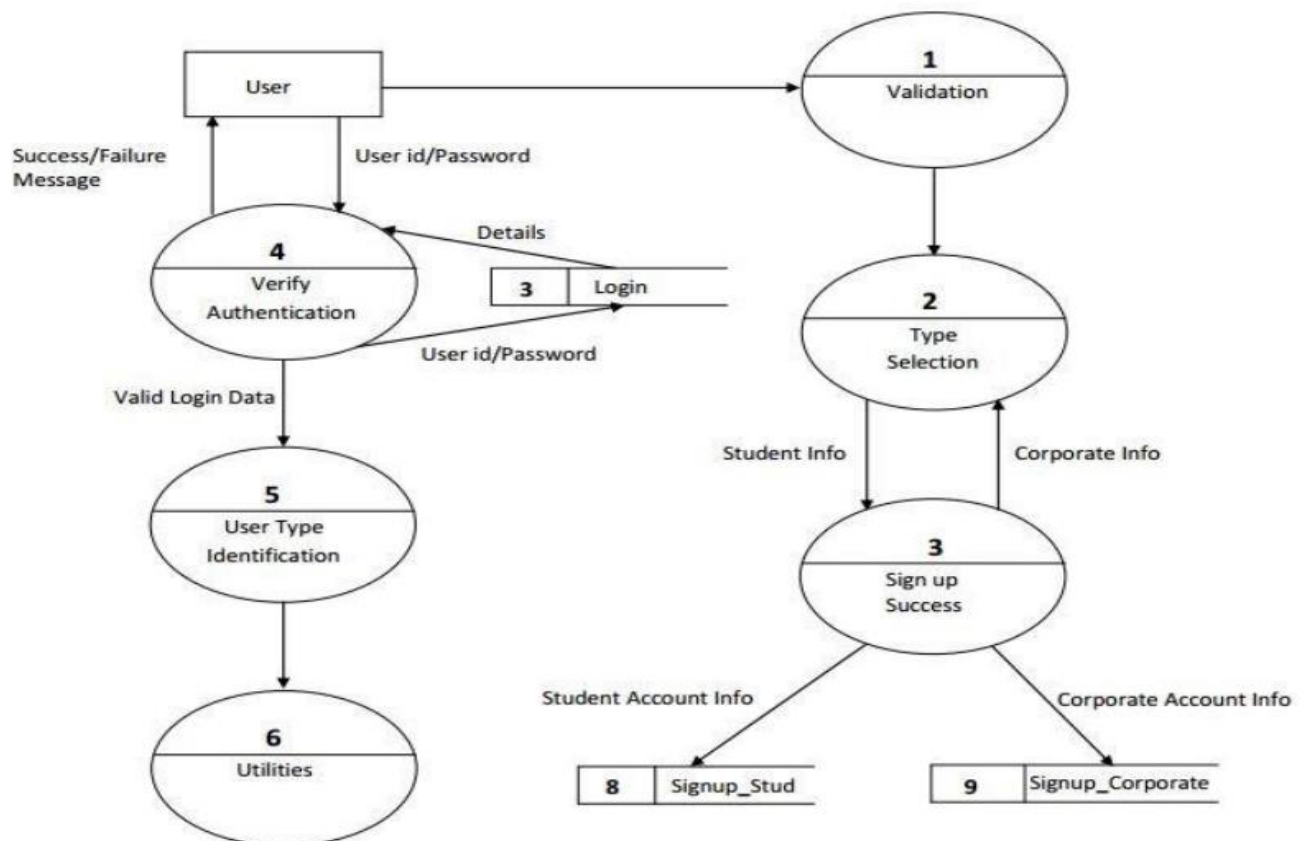 User
1
Validation
Success/Failure
Message
User id/Password
4
Verify
Authentication
Details
3
Login
User id/Password
2
Type
Selection
Valid Login Data
Student Info
Corporate Info
5
User Type
Identification
3
Sign up
Success
Student Account Info
Corporate Account Info
6
Utilities
8
Signup_Stud
9
Signup_Corporate